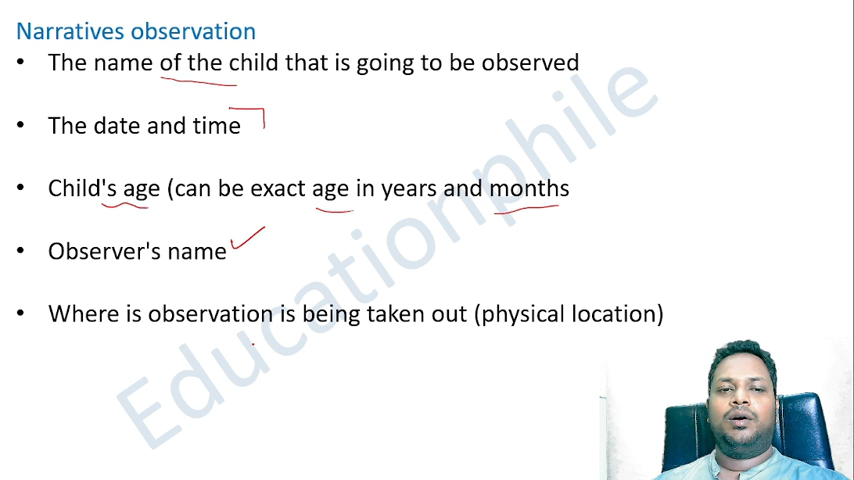 Narratives observation
• The name of the child that is going to be observed
• The date and time
• Child's age (can be exact age in years and months
• Observer's name
• Where is observation is being taken out (physical location)
Educationphile